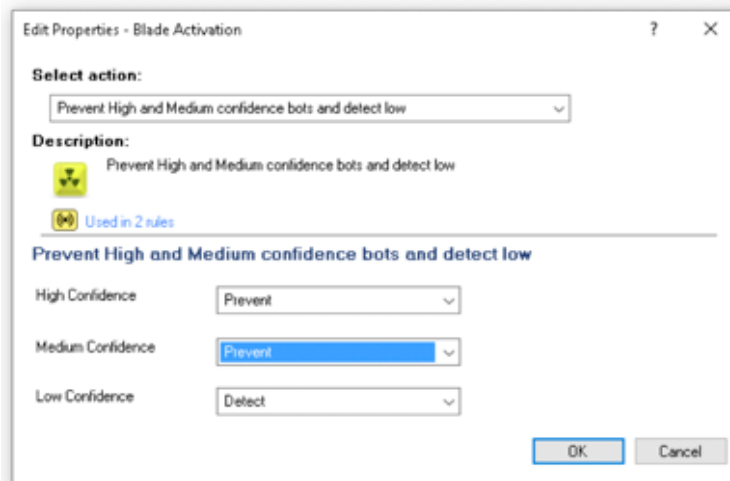 Edit Properties - Blade Activation
Select action:
Prevent High and Medium confidence bots and detect low
Description:
Prevent High and Medium confidence bots and detect low
Used in 2 rules
Prevent High and Medium confidence bots and detect low
High Confidence Prevent
Medium Confidence Prevent
Low Confidence Detect
OK Cancel